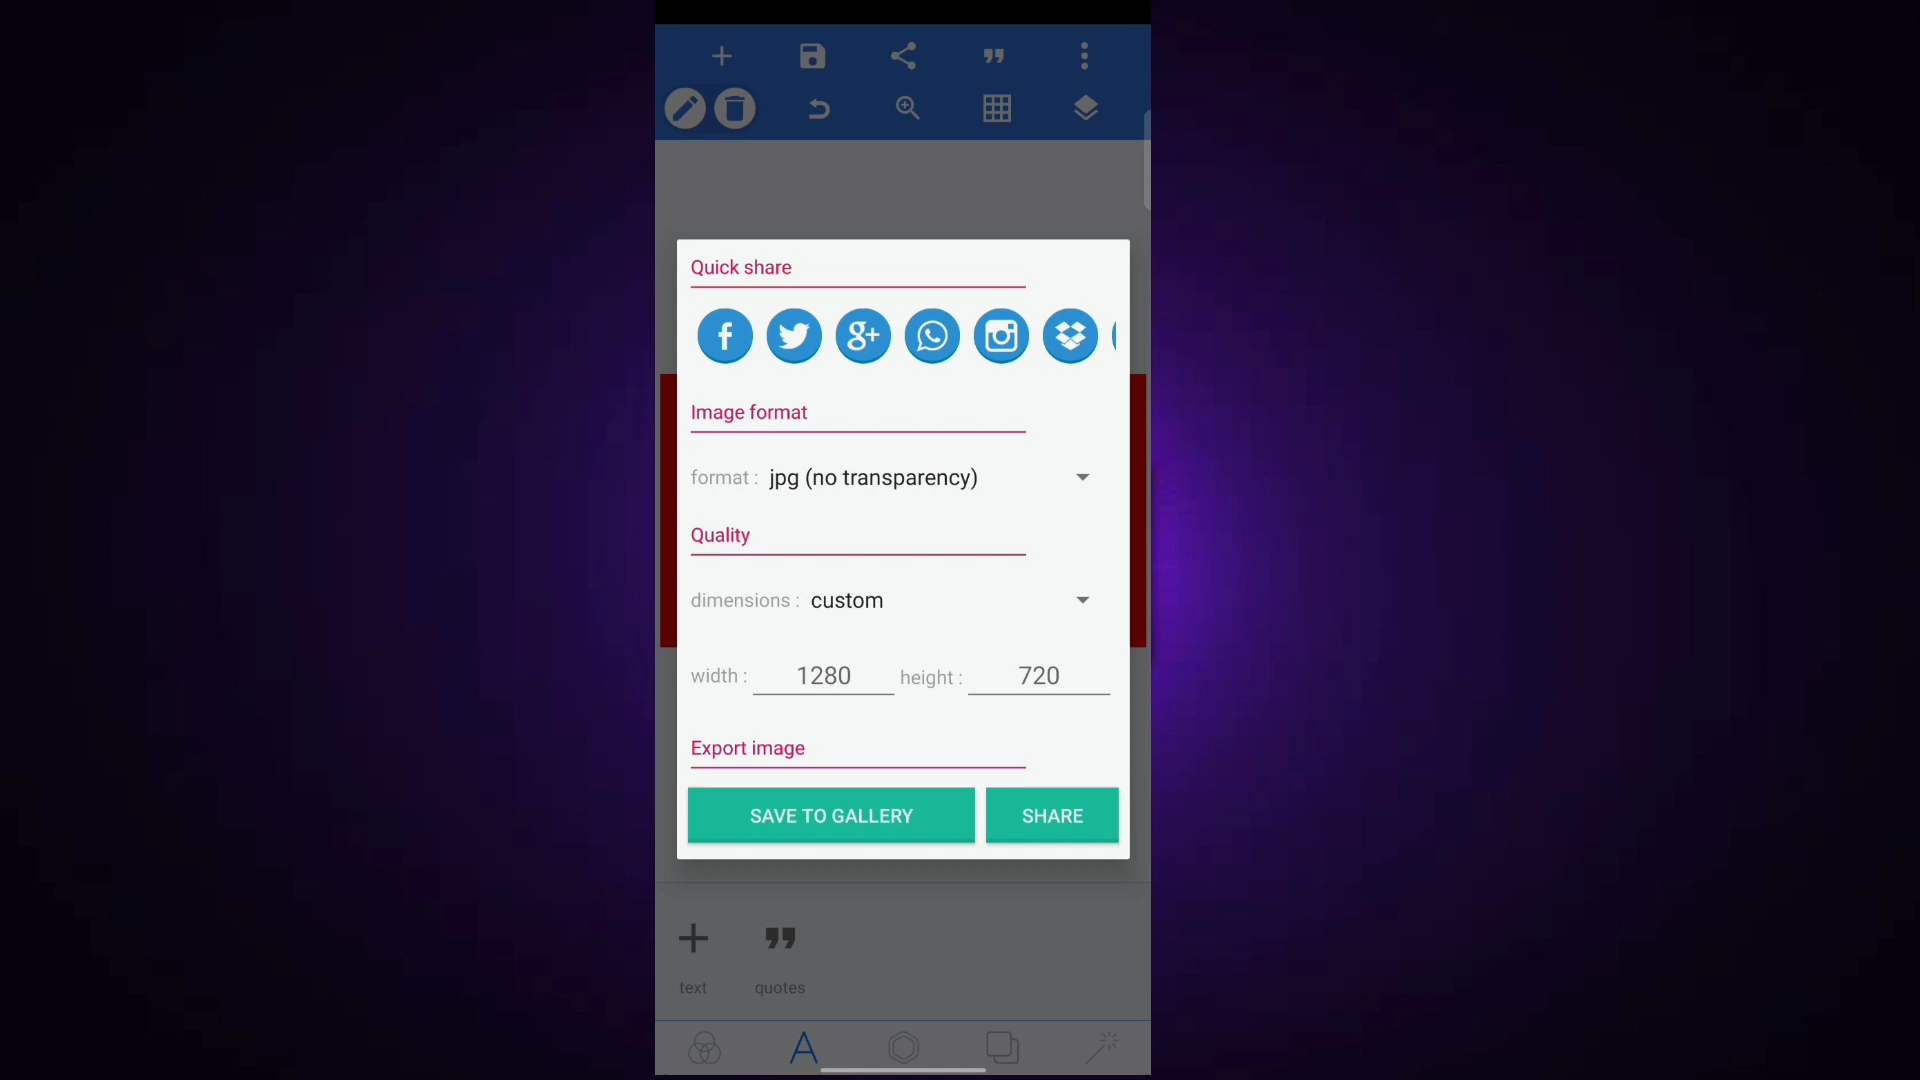 Quick share
Image format
format : jpg (no transparency)
Quality
dimensions : custom
width : 1280 height : 720
Export image
SAVE TO GALLERY SHARE
text quotes